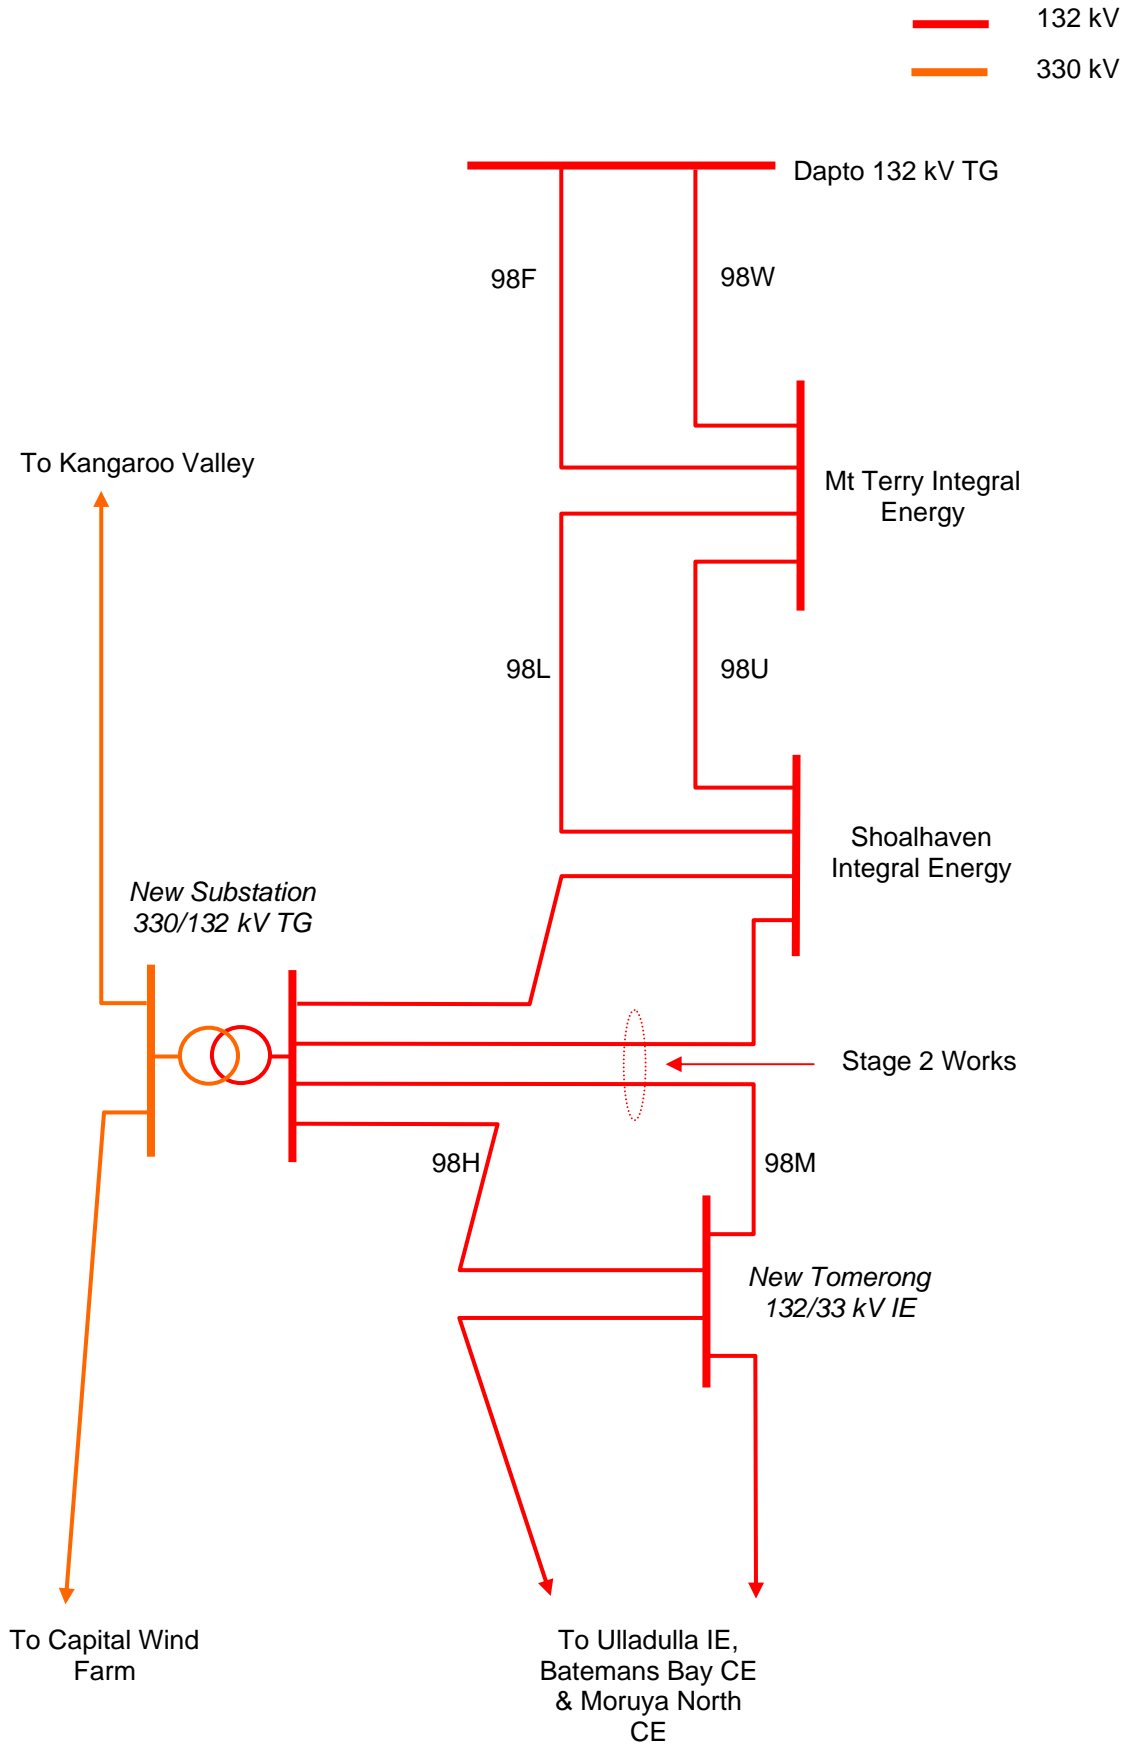 132 kV
330 kV
Dapto 132 kV TG
98F
98W
To Kangaroo Valley
Mt Terry Integral
Energy
98L
98U
Shoalhaven
Integral Energy
New Substation
330/132 kV TG
Stage 2 Works
98H
98M
New Tomerong
132/33 kV IE
To Capital Wind
Farm
To Ulladulla IE,
Batemans Bay CE
& Moruya North
CE